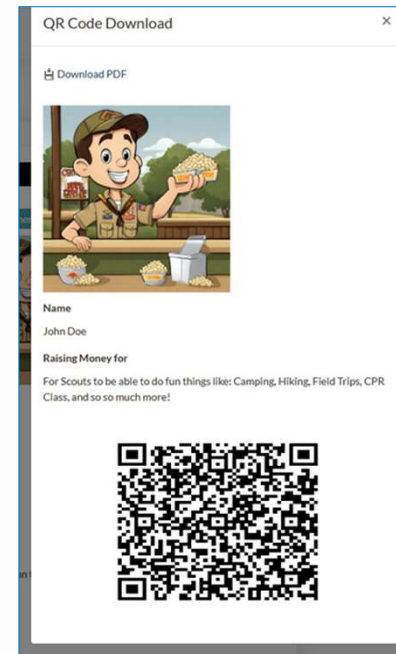 QR Code Download
×
Download PDF
Name
John Doe
Raising Money for
For Scouts to be able to do fun things like: Camping, Hiking, Field Trips, CPR
Class, and so so much more!